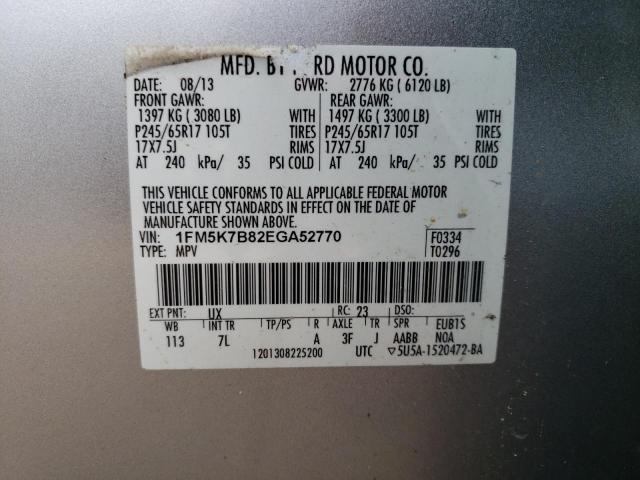 MFD. BY F RD MOTOR CO.
DATE: 08/13 GVWR: 2776 KG ( 6120 LB)
FRONT GAWR: REAR GAWR:
1397 KG ( 3080 LB) WITH 1497 KG ( 3300 LB) WITH
P245/65R17 105T TIRES P245/65R17 105T TIRES
17X7.5J RIMS 17X7.5J RIMS
AT 240 kPa/ 35 PSI COLD AT 240 kPa/ 35 PSI COLD
THIS VEHICLE CONFORMS TO ALL APPLICABLE FEDERAL MOTOR
VEHICLE SAFETY STANDARDS IN EFFECT ON THE DATE OF
MANUFACTURE SHOWN ABOVE.
VIN: 1FM5K7B82EGA52770 F0334
TYPE: MPV T0296
EXT PNT: UX RC: 23 DSO:
WB INT TR TP/PS R AXLE TR SPR EUB1S
113 7L A 3F J AABB N0A
1201308225200 UTC ▽5U5A-1520472-BA